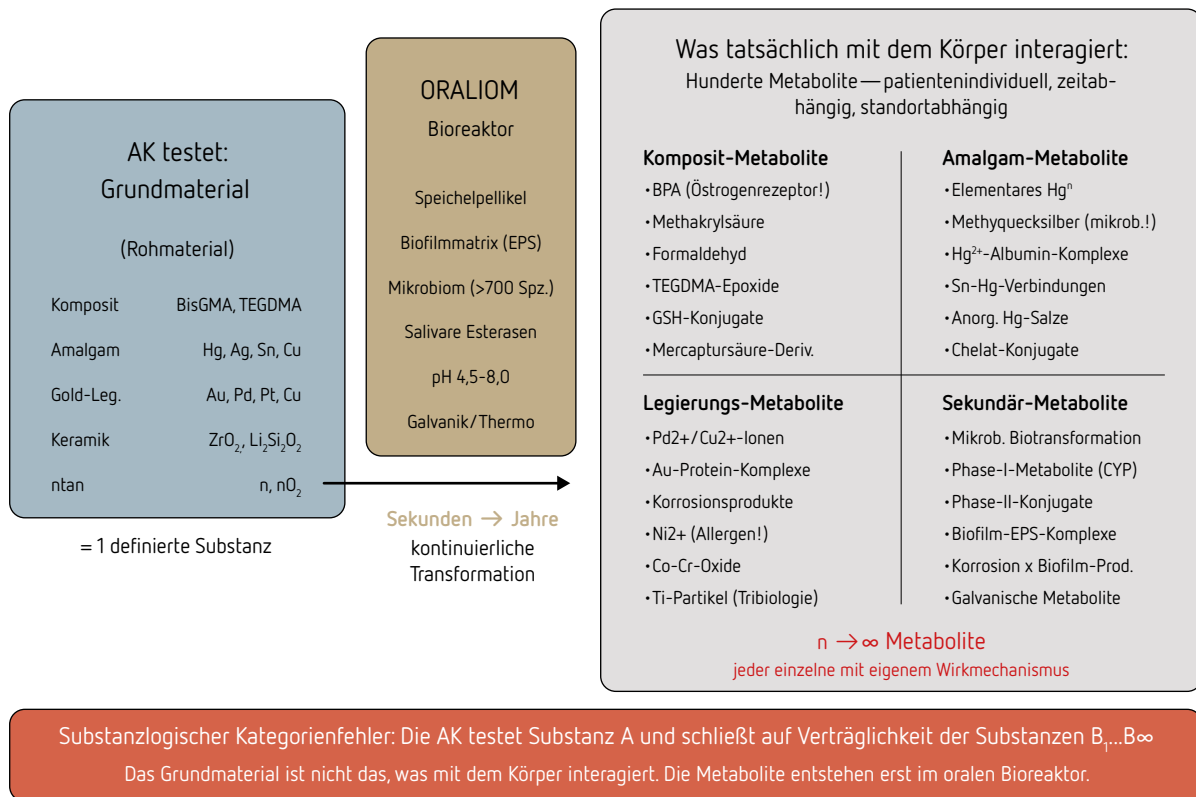 AK testet:
Grundmaterial
(Rohmaterial)
Komposit BisGMA, TEGDMA
Amalgam Hg, Ag, Sn, Cu
Gold-Leg. Au, Pd, Pt, Cu
Keramik ZrO₂, Li₂Si₂O₂
ntan n, nO₂
= 1 definierte Substanz
ORALIOM
Bioreaktor
Speichelpellikel
Biofilmmatrix (EPS)
Mikrobiom (>700 Spz.)
Salivare Esterasen
pH 4,5-8,0
Galvanik/Thermo
Sekunden → Jahre
kontinuierliche
Transformation
Was tatsächlich mit dem Körper interagiert:
Hunderte Metabolite — patientenindividuell, zeitab-
hängig, standortabhängig
Komposit-Metabolite
• BPA (Östrogenrezeptor!)
• Methakrylsäure
• Formaldehyd
• TEGDMA-Epoxide
• GSH-Konjugate
• Mercaptursäure-Deriv.
Amalgam-Metabolite
• Elementares Hgⁿ
• Methyquecksilber (mikrob.!)
• Hg²⁺-Albumin-Komplexe
• Sn-Hg-Verbindungen
• Anorg. Hg-Salze
• Chelat-Konjugate
Legierungs-Metabolite
• Pd2+/Cu2+-Ionen
• Au-Protein-Komplexe
• Korrosionsprodukte
• Ni2+ (Allergen!)
• Co-Cr-Oxide
• Ti-Partikel (Tribiologie)
Sekundär-Metabolite
• Mikrob. Biotransformation
• Phase-I-Metabolite (CYP)
• Phase-II-Konjugate
• Biofilm-EPS-Komplexe
• Korrosion x Biofilm-Prod.
• Galvanische Metabolite
n → ∞ Metabolite
jeder einzelne mit eigenem Wirkmechanismus
Substanzlogischer Kategorienfehler: Die AK testet Substanz A und schließt auf Verträglichkeit der Substanzen B₁...B∞
Das Grundmaterial ist nicht das, was mit dem Körper interagiert. Die Metabolite entstehen erst im oralen Bioreaktor.